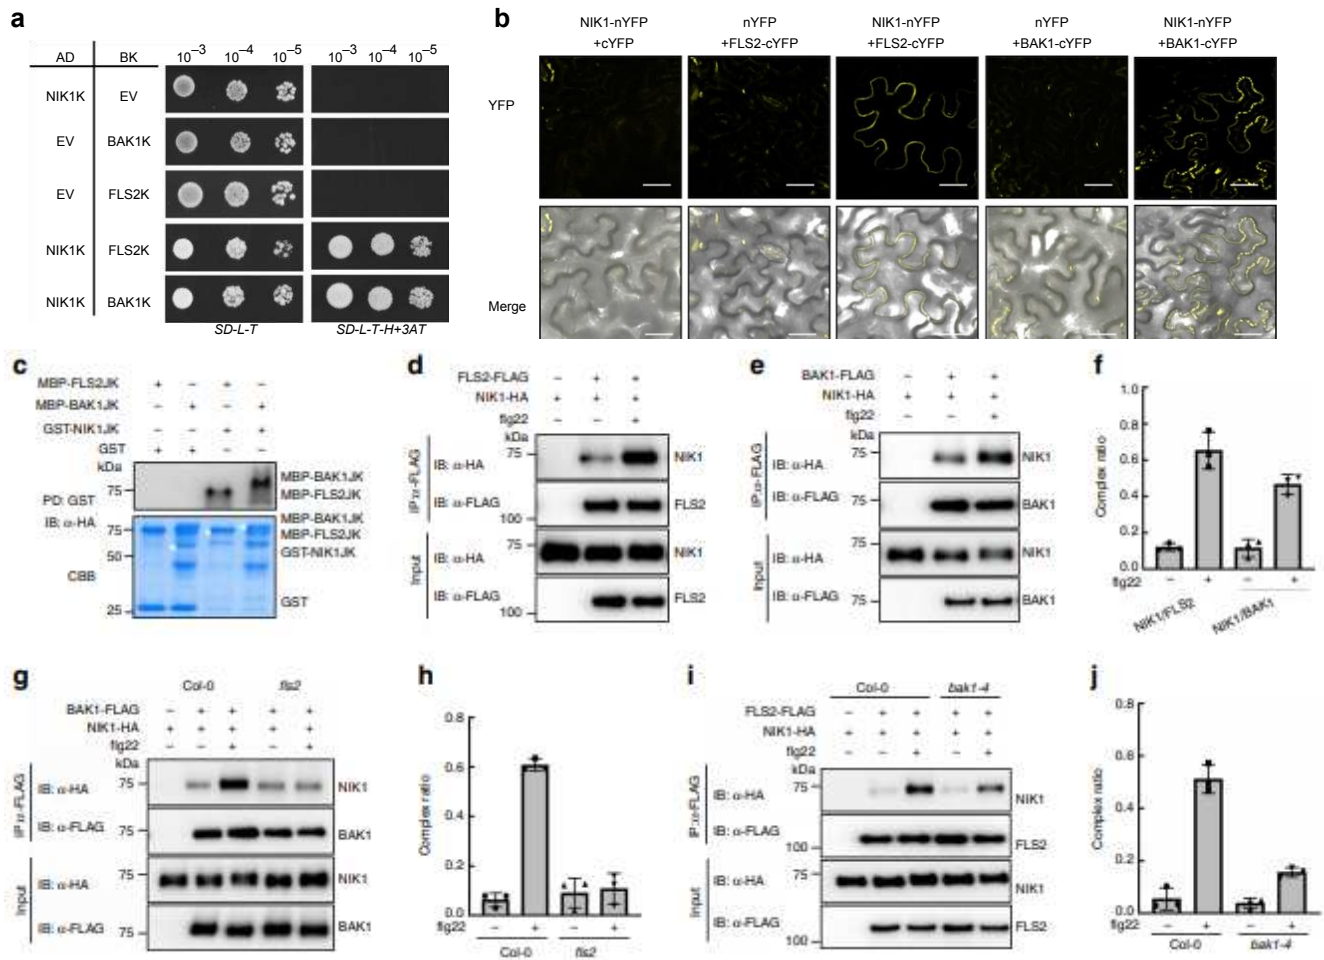 a
AD BK 10–3 10–4 10–5 10–3 10–4 10–5
NIK1K EV
EV BAK1K
EV FLS2K
NIK1K FLS2K
NIK1K BAK1K
SD-L-T SD-L-T-H+3AT
b
NIK1-nYFP nYFP NIK1-nYFP nYFP NIK1-nYFP
+cYFP +FLS2-cYFP +FLS2-cYFP +BAK1-cYFP +BAK1-cYFP
YFP
Merge
c
MBP-FLS2JK + – + –
MBP-BAK1JK – + – +
GST-NIK1JK – – + +
GST + + – –
kDa
MBP-BAK1JK
75
MBP-FLS2JK
PD: GST
IB: α-HA
MBP-BAK1JK
75
MBP-FLS2JK
50
GST-NIK1JK
CBB
GST
25
d
FLS2-FLAG – + +
NIK1-HA + + +
flg22 – – +
kDa
IP:α-FLAG
IB: α-HA 75 NIK1
IB: α-FLAG FLS2
100
Input
IB: α-HA 75 NIK1
IB: α-FLAG FLS2
100
e
BAK1-FLAG – + +
NIK1-HA + + +
flg22 – – +
kDa
IP:α-FLAG
IB: α-HA 75 NIK1
IB: α-FLAG 75 BAK1
Input
IB: α-HA 75 NIK1
IB: α-FLAG 75 BAK1
f
Complex ratio
1.0
0.8
0.6
0.4
0.2
0.0
flg22 – + – +
NIK1/FLS2 NIK1/BAK1
g
Col-0 fls2
BAK1-FLAG – + + + +
NIK1-HA + + + + +
flg22 – – + – +
kDa
IP:α-FLAG
IB: α-HA 75 NIK1
IB: α-FLAG 75 BAK1
Input
IB: α-HA 75 NIK1
IB: α-FLAG 75 BAK1
h
Complex ratio
0.8
0.6
0.4
0.2
0.0
flg22 – + – +
Col-0 fls2
i
Col-0 bak1-4
FLS2-FLAG – + + + +
NIK1-HA + + + + +
flg22 – – + – +
kDa
IP:α-FLAG
IB: α-HA 75 NIK1
IB: α-FLAG 100 FLS2
Input
IB: α-HA 75 NIK1
IB: α-FLAG FLS2
100
j
Complex ratio
0.8
0.6
0.4
0.2
0.0
flg22 – + – +
Col-0 bak1-4